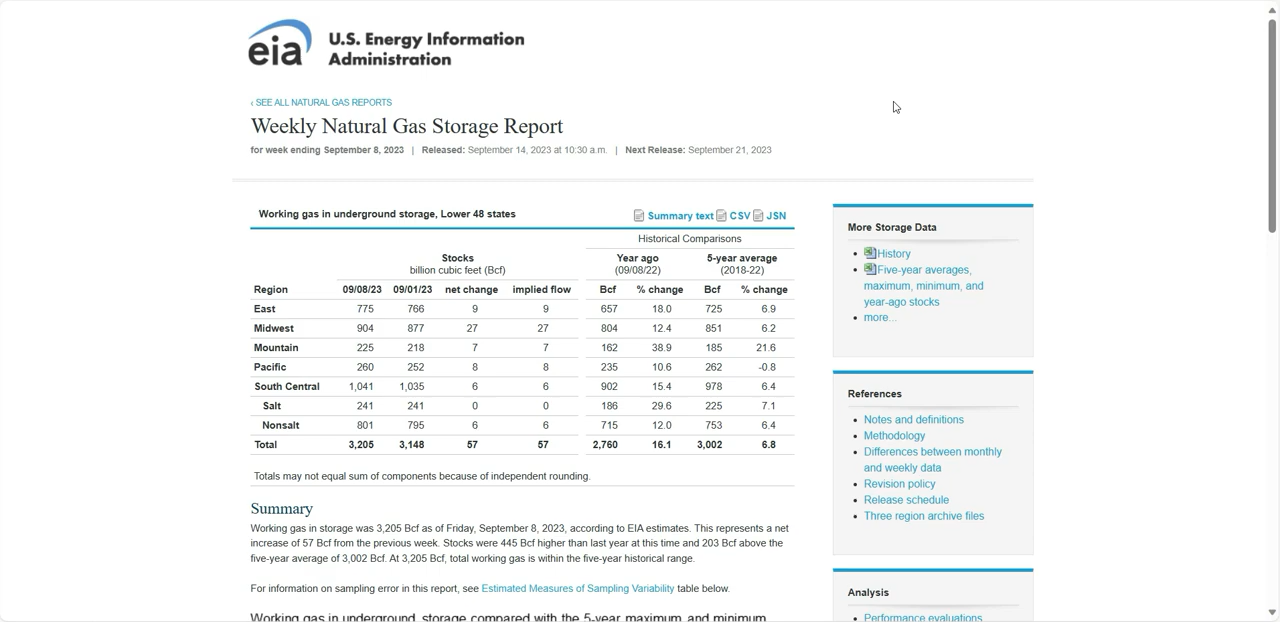 eia U.S. Energy Information
Administration
‹ SEE ALL NATURAL GAS REPORTS
Weekly Natural Gas Storage Report
for week ending September 8, 2023 | Released: September 14, 2023 at 10:30 a.m. | Next Release: September 21, 2023
Working gas in underground storage, Lower 48 states Summary text CSV JSN
Historical Comparisons
Stocks
billion cubic feet (Bcf)
Year ago
(09/08/22)
5-year average
(2018-22)
Region 09/08/23 09/01/23 net change implied flow Bcf % change Bcf % change
East 775 766 9 9 657 18.0 725 6.9
Midwest 904 877 27 27 804 12.4 851 6.2
Mountain 225 218 7 7 162 38.9 185 21.6
Pacific 260 252 8 8 235 10.6 262 -0.8
South Central 1,041 1,035 6 6 902 15.4 978 6.4
Salt 241 241 0 0 186 29.6 225 7.1
Nonsalt 801 795 6 6 715 12.0 753 6.4
Total 3,205 3,148 57 57 2,760 16.1 3,002 6.8
Totals may not equal sum of components because of independent rounding.
Summary
Working gas in storage was 3,205 Bcf as of Friday, September 8, 2023, according to EIA estimates. This represents a net
increase of 57 Bcf from the previous week. Stocks were 445 Bcf higher than last year at this time and 203 Bcf above the
five-year average of 3,002 Bcf. At 3,205 Bcf, total working gas is within the five-year historical range.
For information on sampling error in this report, see Estimated Measures of Sampling Variability table below.
Working gas in underground storage compared with the 5-year maximum and minimum
More Storage Data
• History
• Five-year averages,
maximum, minimum, and
year-ago stocks
• more...
References
• Notes and definitions
• Methodology
• Differences between monthly
and weekly data
• Revision policy
• Release schedule
• Three region archive files
Analysis
• Performance evaluations